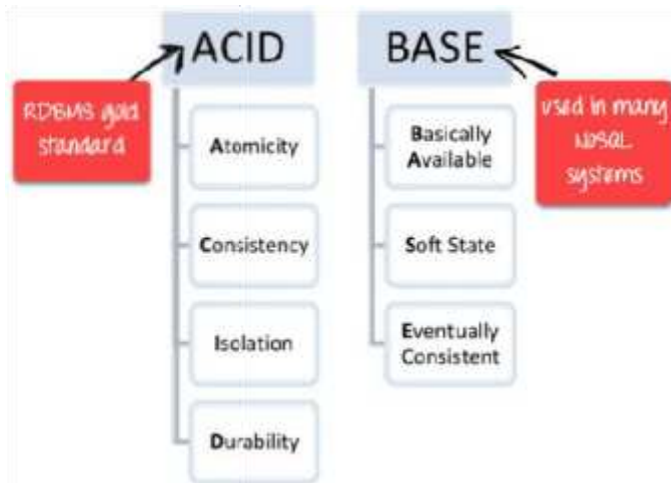 ACID
BASE
RDBMS gold
standard
used in many
NoSQL
systems
Atomicity
Consistency
Isolation
Durability
Basically
Available
Soft State
Eventually
Consistent